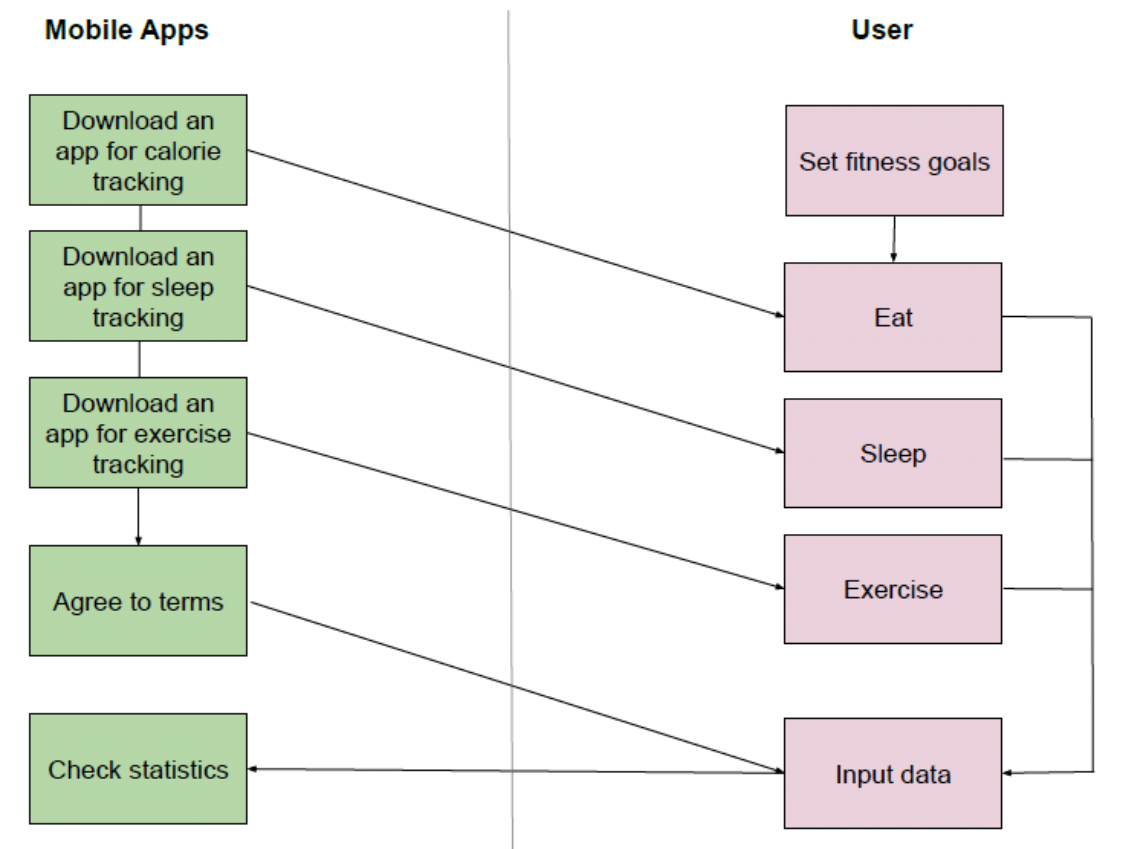 Mobile Apps
User
Download an
app for calorie
tracking
Set fitness goals
Download an
app for sleep
tracking
Eat
Download an
app for exercise
tracking
Sleep
Agree to terms
Exercise
Check statistics
Input data